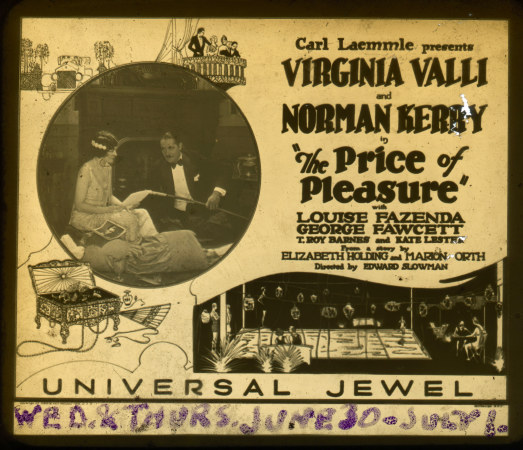 Carl Laemmle presents
VIRGINIA VALLI
and
NORMAN KERRY
in
"The Price of
Pleasure"
with
LOUISE FAZENDA
GEORGE FAWCETT
T. ROY BARNES and KATE LESTER
From a story by
ELIZABETH HOLDING and MARION ORTH
Directed by EDWARD SLOWMAN
UNIVERSAL JEWEL
WED. & THURS. JUNE 30 - JULY 1.